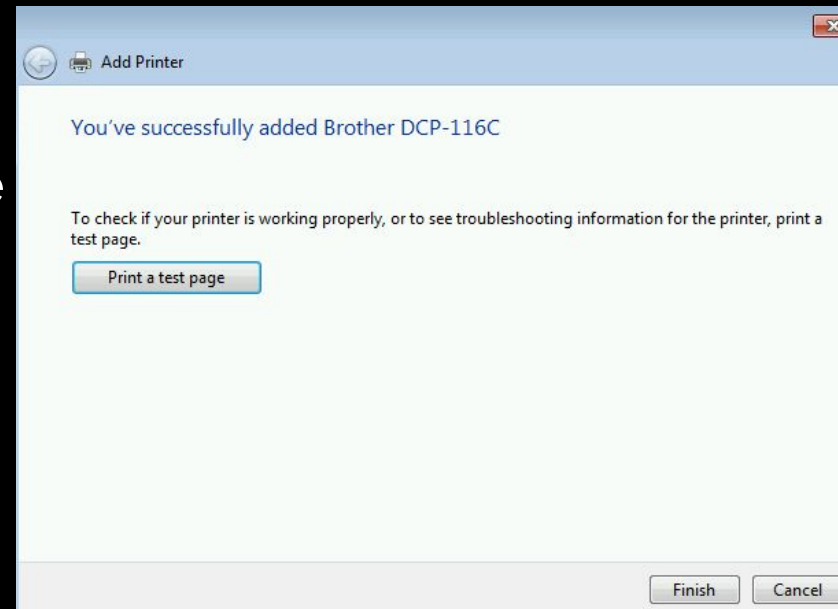 Add Printer
You've successfully added Brother DCP-116C
e
To check if your printer is working properly, or to see troubleshooting information for the printer, print a
test page.
Print a test page
Finish
Cancel